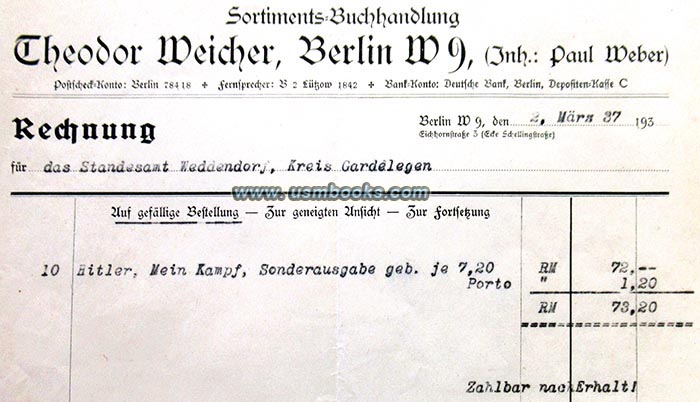 Sortiments-Buchhandlung
Theodor Weicher, Berlin W 9, (Inh.: Paul Weber)
Postscheck-Konto: Berlin 78418 + Fernsprecher: B 2 Lützow 1842 + Bank-Konto: Deutsche Bank, Berlin, Depositen-Kasse C
Rechnung
Berlin W 9, den 2. März 37 193
Eichhornstraße 3 (Ecke Schellingstraße)
für das Standesamt Weddendorf, Kreis Gardelegen
www.usmbooks.com
Auf gefällige Bestellung — Zur geneigten Ansicht — Zur Fortsetzung
10 Hitler, Mein Kampf, Sonderausgabe geb. je 7,20 RM 72,--
Porto " 1,20
RM 73,20
Zahlbar nach Erhalt!